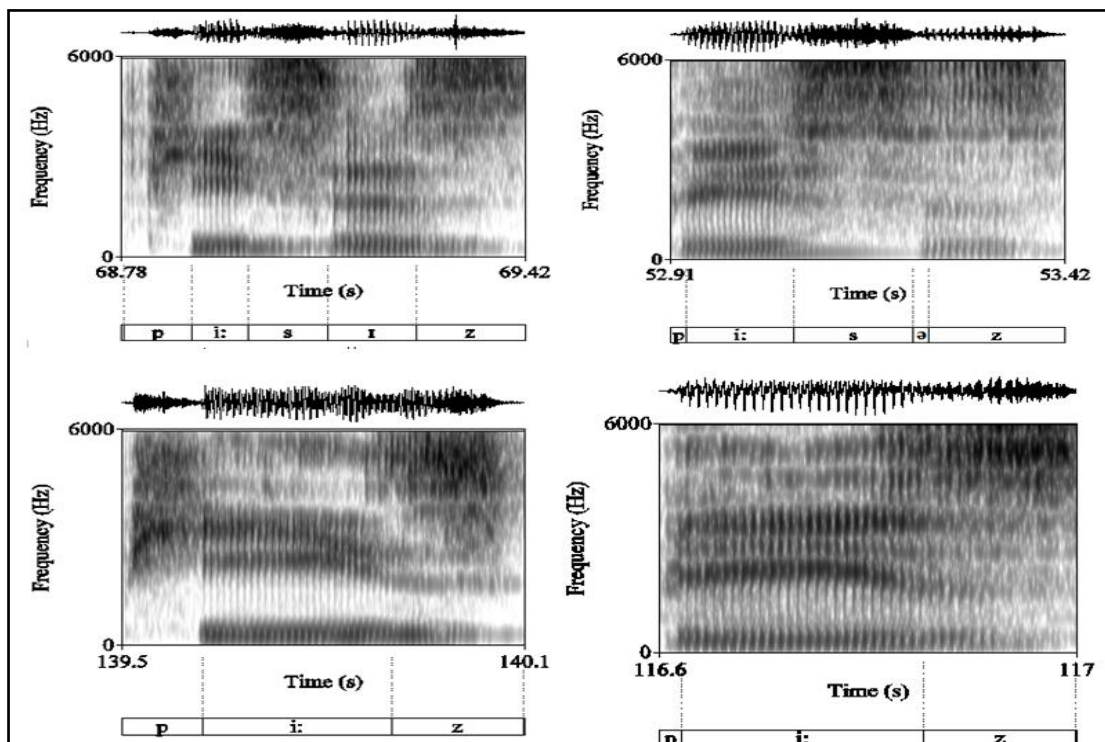 6000
Frequency (Hz)
0
68.78
69.42
Time (s)
p i: s ɪ z
6000
Frequency (Hz)
0
52.91
53.42
Time (s)
p i: s ə z
6000
Frequency (Hz)
0
139.5
140.1
Time (s)
p i: z
6000
Frequency (Hz)
0
116.6
117
Time (s)
p i: z